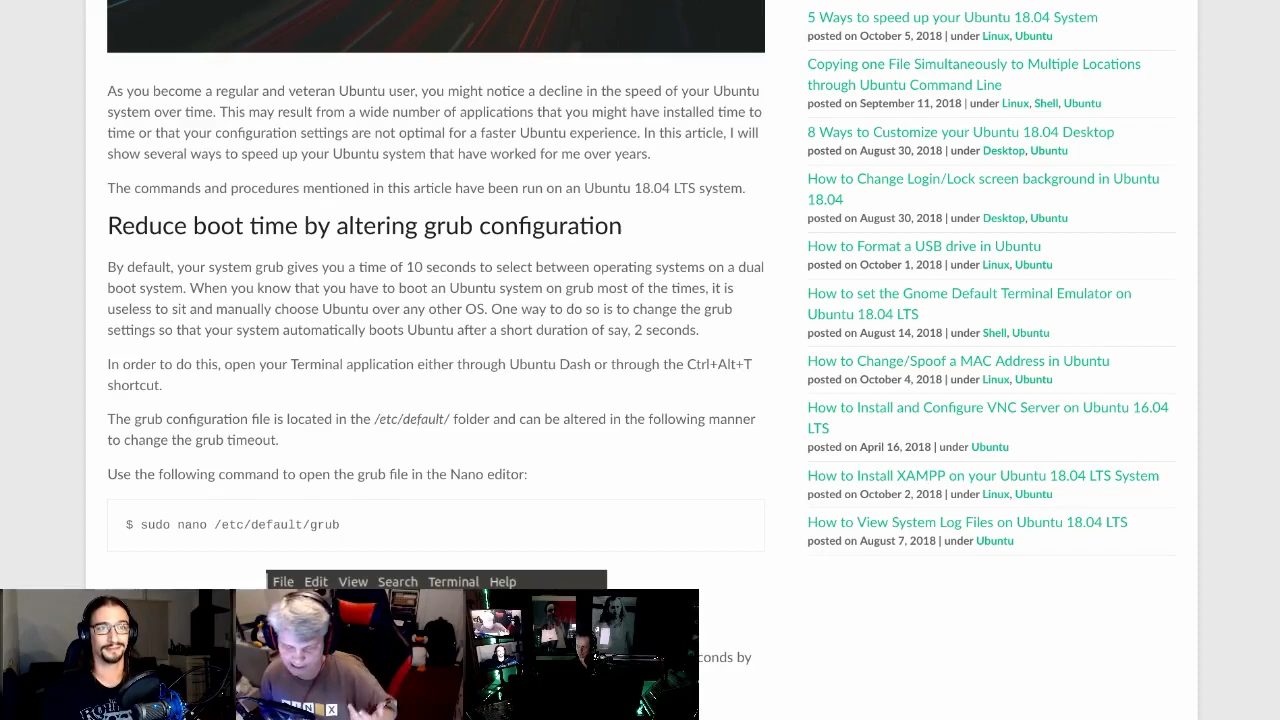 As you become a regular and veteran Ubuntu user, you might notice a decline in the speed of your Ubuntu
system over time. This may result from a wide number of applications that you might have installed time to
time or that your configuration settings are not optimal for a faster Ubuntu experience. In this article, I will
show several ways to speed up your Ubuntu system that have worked for me over years.
The commands and procedures mentioned in this article have been run on an Ubuntu 18.04 LTS system.
Reduce boot time by altering grub configuration
By default, your system grub gives you a time of 10 seconds to select between operating systems on a dual
boot system. When you know that you have to boot an Ubuntu system on grub most of the times, it is
useless to sit and manually choose Ubuntu over any other OS. One way to do so is to change the grub
settings so that your system automatically boots Ubuntu after a short duration of say, 2 seconds.
In order to do this, open your Terminal application either through Ubuntu Dash or through the Ctrl+Alt+T
shortcut.
The grub configuration file is located in the /etc/default/ folder and can be altered in the following manner
to change the grub timeout.
Use the following command to open the grub file in the Nano editor:
$ sudo nano /etc/default/grub
File Edit View Search Terminal Help
conds by
5 Ways to speed up your Ubuntu 18.04 System
posted on October 5, 2018 | under Linux, Ubuntu
Copying one File Simultaneously to Multiple Locations
through Ubuntu Command Line
posted on September 11, 2018 | under Linux, Shell, Ubuntu
8 Ways to Customize your Ubuntu 18.04 Desktop
posted on August 30, 2018 | under Desktop, Ubuntu
How to Change Login/Lock screen background in Ubuntu
18.04
posted on August 30, 2018 | under Desktop, Ubuntu
How to Format a USB drive in Ubuntu
posted on October 1, 2018 | under Linux, Ubuntu
How to set the Gnome Default Terminal Emulator on
Ubuntu 18.04 LTS
posted on August 14, 2018 | under Shell, Ubuntu
How to Change/Spoof a MAC Address in Ubuntu
posted on October 4, 2018 | under Linux, Ubuntu
How to Install and Configure VNC Server on Ubuntu 16.04
LTS
posted on April 16, 2018 | under Ubuntu
How to Install XAMPP on your Ubuntu 18.04 LTS System
posted on October 2, 2018 | under Linux, Ubuntu
How to View System Log Files on Ubuntu 18.04 LTS
posted on August 7, 2018 | under Ubuntu